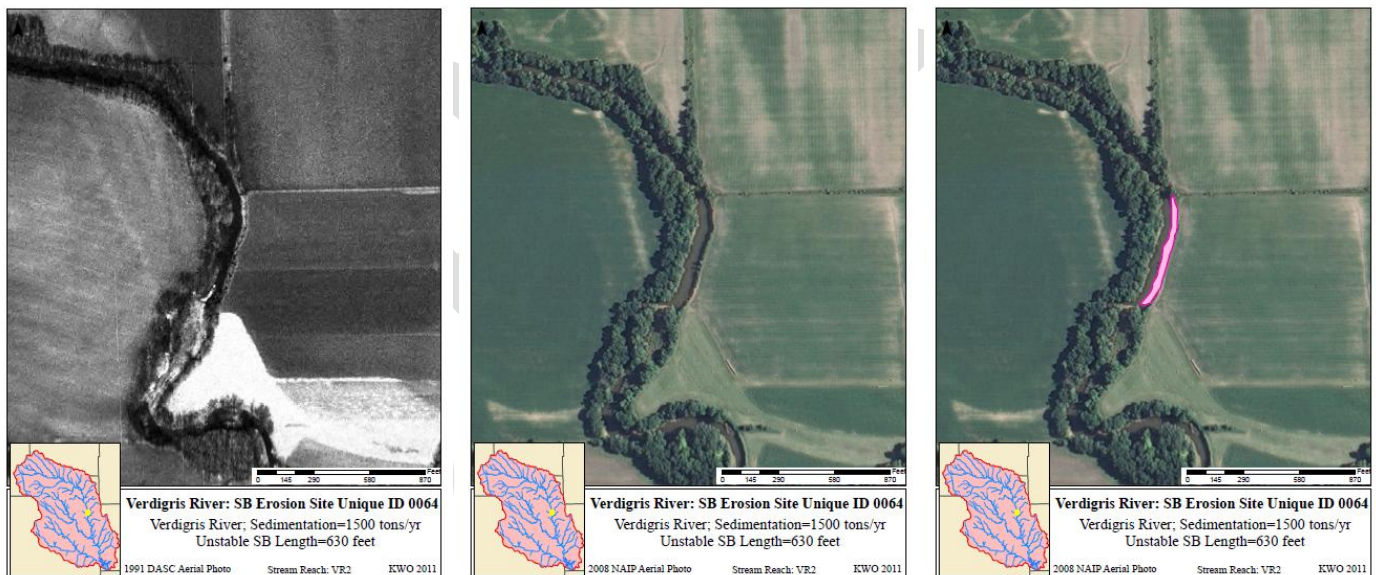 Feet
0 145 290 580 870
Verdigris River: SB Erosion Site Unique ID 0064
Verdigris River; Sedimentation=1500 tons/yr
Unstable SB Length=630 feet
1991 DASC Aerial Photo Stream Reach: VR2 KWO 2011
Feet
0 145 290 580 870
Verdigris River: SB Erosion Site Unique ID 0064
Verdigris River; Sedimentation=1500 tons/yr
Unstable SB Length=630 feet
2008 NAIP Aerial Photo Stream Reach: VR2 KWO 2011
Feet
0 145 290 580 870
Verdigris River: SB Erosion Site Unique ID 0064
Verdigris River; Sedimentation=1500 tons/yr
Unstable SB Length=630 feet
2008 NAIP Aerial Photo Stream Reach: VR2 KWO 2011